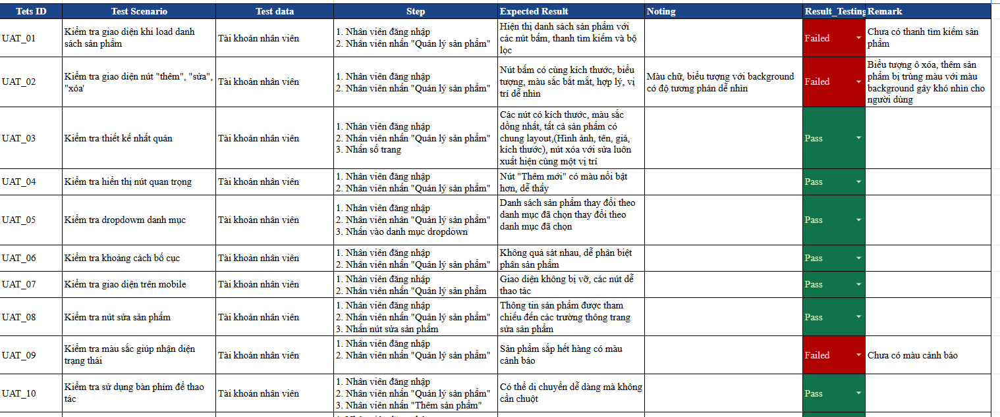 Tets ID Test Scenario Test data Step Expected Result Noting Result_Testing Remark
UAT_01
Kiểm tra giao diện khi load danh
sách sản phẩm
Tài khoản nhân viên
1. Nhân viên đăng nhập
2. Nhân viên nhấn "Quản lý sản phẩm"
Hiện thị danh sách sản phẩm với
các nút bấm, thanh tìm kiếm và bộ
lọc
Failed
Chưa có thanh tìm kiếm sản
phẩm
UAT_02
Kiểm tra giao diện nút "thêm", "sửa",
"xóa'
Tài khoản nhân viên
1. Nhân viên đăng nhập
2. Nhân viên nhấn "Quản lý sản phẩm"
Nút bấm có cùng kích thước, biểu
tượng, màu sắc bắt mắt, hợp lý, vị
trí dễ nhìn
Màu chữ, biểu tượng với background
có độ tương phản dễ nhìn
Failed
Biểu tượng ô xóa, thêm sản
phẩm bị trùng màu với màu
background gây khó nhìn cho
người dùng
UAT_03
Kiểm tra thiết kế nhất quán
Tài khoản nhân viên
1. Nhân viên đăng nhập
2. Nhân viên nhấn "Quản lý sản phẩm"
3. Nhấn số trang
Các nút có kích thước, màu sắc
đồng nhất, tất cả sản phẩm có
chung layout,(Hình ảnh, tên, giá,
kích thước), nút xóa với sửa luôn
xuất hiện cùng một vị trí
Pass
UAT_04
Kiểm tra hiển thị nút quan trọng
Tài khoản nhân viên
1. Nhân viên đăng nhập
2. Nhân viên nhấn "Quản lý sản phẩm"
Nút "Thêm mới" có màu nổi bật
hơn, dễ thấy
Pass
UAT_05
Kiểm tra dropdowm danh mục
Tài khoản nhân viên
1. Nhân viên đăng nhập
2. Nhân viên nhấn "Quản lý sản phẩm"
3. Nhấn vào danh mục dropdown
Danh sách sản phẩm thay đổi theo
danh mục đã chọn thay đổi theo
danh mục đã chọn
Pass
UAT_06
Kiểm tra khoảng cách bố cục
Tài khoản nhân viên
1. Nhân viên đăng nhập
2. Nhân viên nhấn "Quản lý sản phẩm"
Không quá sát nhau, dễ phân biệt
phân sản phẩm
Pass
UAT_07
Kiểm tra giao diện trên mobile
Tài khoản nhân viên
1. Nhân viên đăng nhập
2. Nhân viên nhấn "Quản lý sản phẩm
Giao diện không bị vỡ, các nút dễ
thao tác
Pass
UAT_08
Kiểm tra nút sửa sản phẩm
Tài khoản nhân viên
1. Nhân viên đăng nhập
2. Nhân viên nhấn "Quản lý sản phẩm"
3. Nhấn nút sửa sản phẩm
Thông tin sản phẩm được tham
chiếu đến các trường thông trang
sửa sản phẩm
Pass
UAT_09
Kiểm tra màu sắc giúp nhận diện
trạng thái
Tài khoản nhân viên
1. Nhân viên đăng nhập
2. Nhân viên nhấn "Quản lý sản phẩm"
Sản phẩm sắp hết hàng có màu
cảnh báo
Failed
Chưa có màu cảnh báo
UAT_10
Kiểm tra sử dụng bàn phím để thao
tác
Tài khoản nhân viên
1. Nhân viên đăng nhập
2. Nhân viên nhấn "Quản lý sản phẩm"
3. Nhân viên nhấn "Thêm sản phẩm"
Có thể di chuyển dễ dàng mà không
cần chuột
Pass